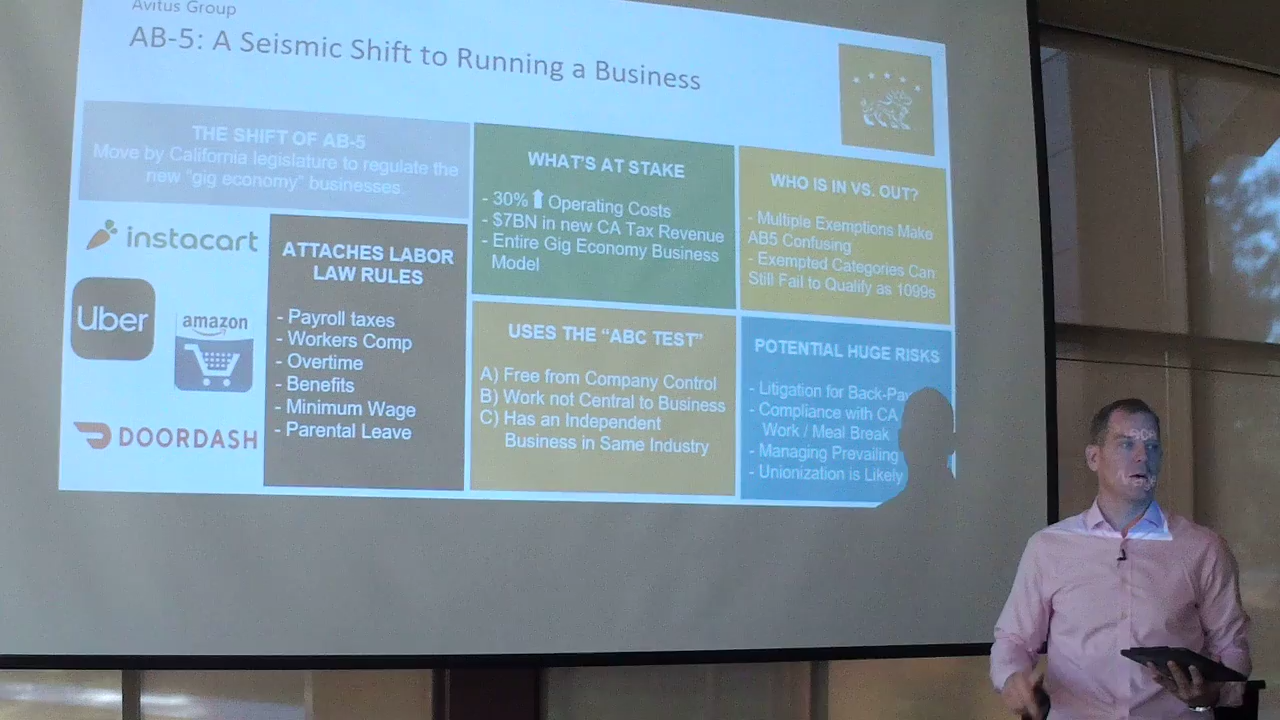 Avitus Group
AB-5: A Seismic Shift to Running a Business
THE SHIFT OF AB-5
Move by California legislature to regulate the
new "gig economy" businesses
instacart
Uber
amazon
DOORDASH
ATTACHES LABOR
LAW RULES
- Payroll taxes
- Workers Comp
- Overtime
- Benefits
- Minimum Wage
- Parental Leave
WHAT'S AT STAKE
- 30% Operating Costs
- $7BN in new CA Tax Revenue
- Entire Gig Economy Business
Model
USES THE "ABC TEST"
A) Free from Company Control
B) Work not Central to Business
C) Has an Independent
Business in Same Industry
WHO IS IN VS. OUT?
- Multiple Exemptions Make
AB5 Confusing
- Exempted Categories Can
Still Fail to Qualify as 1099s
POTENTIAL HUGE RISKS
- Litigation for Back-Pay
- Compliance with CA
Work / Meal Break
- Managing Prevailing
- Unionization is Likely